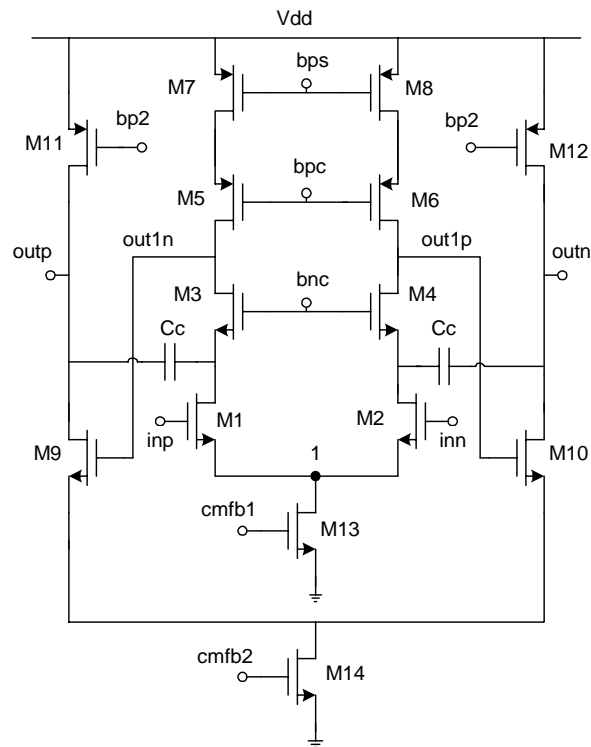 Vdd
bps
M7
M8
bp2
bp2
M11
M12
bpc
M5
M6
out1n
out1p
outp
outn
bnc
M3
M4
Cc
Cc
M1
M2
inp
inn
M9
M10
1
cmfb1
M13
cmfb2
M14